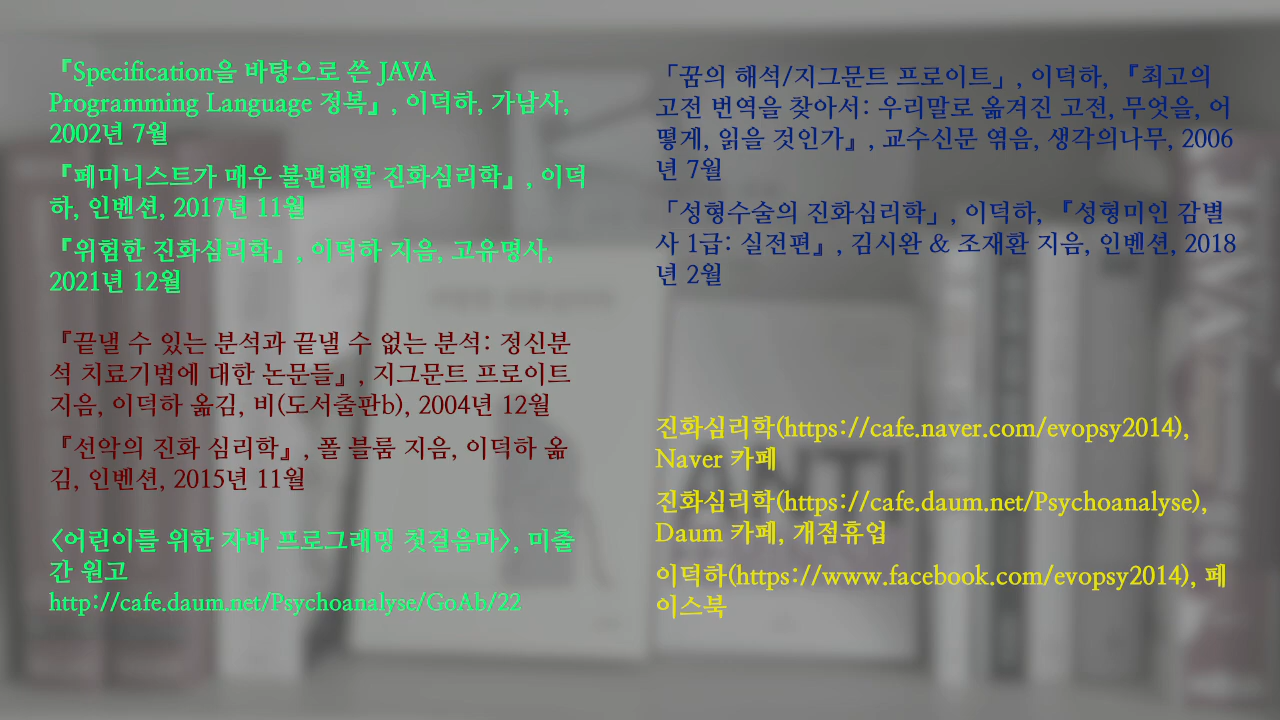 『Specification을 바탕으로 쓴 JAVA
Programming Language 정복』, 이덕하, 가남사,
2002년 7월
『페미니스트가 매우 불편해할 진화심리학』, 이덕
하, 인벤션, 2017년 11월
『위험한 진화심리학』, 이덕하 지음, 고유명사,
2021년 12월
『끝낼 수 있는 분석과 끝낼 수 없는 분석: 정신분
석 치료기법에 대한 논문들』, 지그문트 프로이트
지음, 이덕하 옮김, 비(도서출판b), 2004년 12월
『선악의 진화 심리학』, 폴 블룸 지음, 이덕하 옮
김, 인벤션, 2015년 11월
<어린이를 위한 자바 프로그래밍 첫걸음마>, 미출
간 원고
http://cafe.daum.net/Psychoanalyse/GoAb/22
「꿈의 해석/지그문트 프로이트」, 이덕하, 『최고의
고전 번역을 찾아서: 우리말로 옮겨진 고전, 무엇을, 어
떻게, 읽을 것인가』, 교수신문 엮음, 생각의나무, 2006
년 7월
「성형수술의 진화심리학」, 이덕하, 『성형미인 감별
사 1급: 실전편』, 김시완 & 조재환 지음, 인벤션, 2018
년 2월
진화심리학(https://cafe.naver.com/evopsy2014),
Naver 카페
진화심리학(https://cafe.daum.net/Psychoanalyse),
Daum 카페, 개점휴업
이덕하(https://www.facebook.com/evopsy2014), 페
이스북